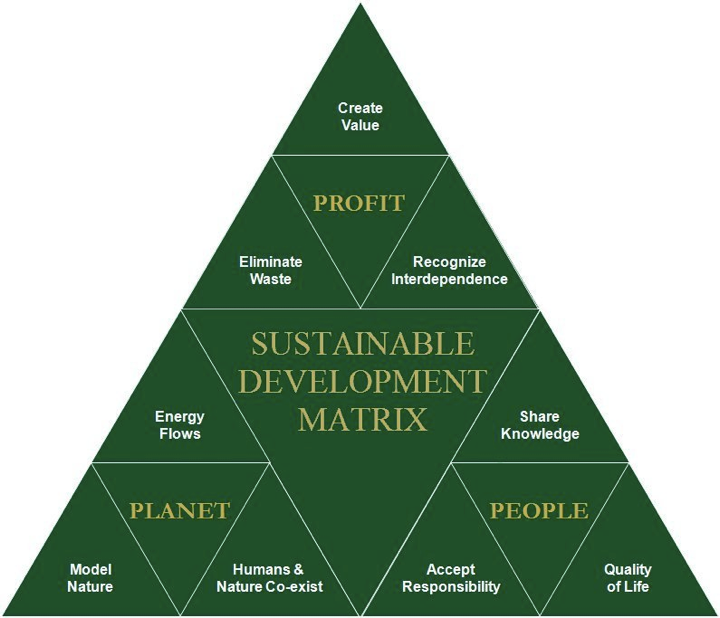 Create
Value
PROFIT
Eliminate
Waste
Recognize
Interdependence
SUSTAINABLE
DEVELOPMENT
MATRIX
Energy
Flows
Share
Knowledge
PLANET
PEOPLE
Model
Nature
Humans &
Nature Co-exist
Accept
Responsibility
Quality
of Life